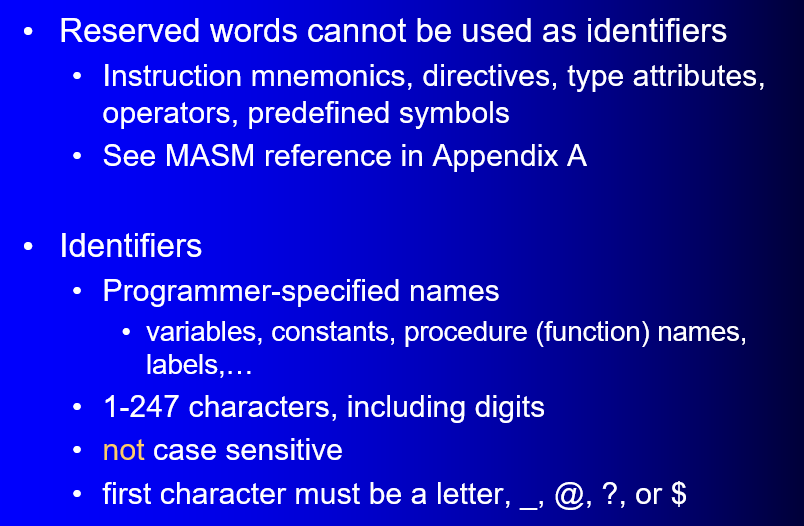 • Reserved words cannot be used as identifiers
• Instruction mnemonics, directives, type attributes,
operators, predefined symbols
• See MASM reference in Appendix A
• Identifiers
• Programmer-specified names
• variables, constants, procedure (function) names,
labels,…
• 1-247 characters, including digits
• not case sensitive
• first character must be a letter, _, @, ?, or $